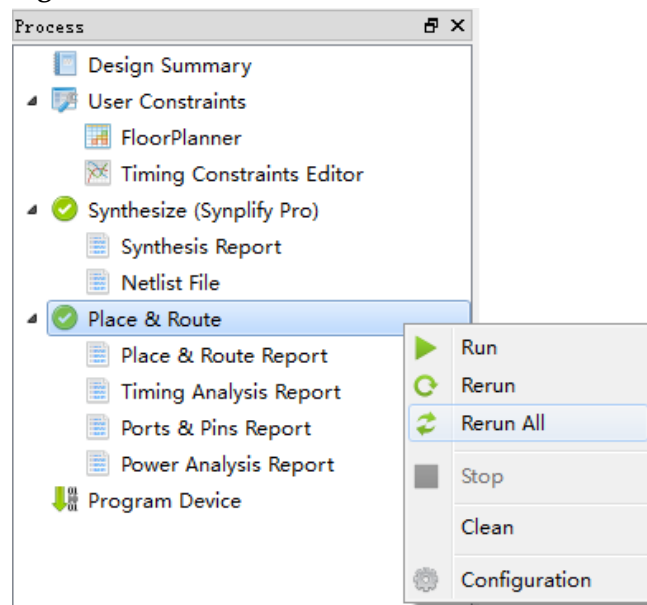 Process
Design Summary
User Constraints
FloorPlanner
Timing Constraints Editor
Synthesize (Synplify Pro)
Synthesis Report
Netlist File
Place & Route
Place & Route Report
Timing Analysis Report
Ports & Pins Report
Power Analysis Report
Program Device
Run
Rerun
Rerun All
Stop
Clean
Configuration